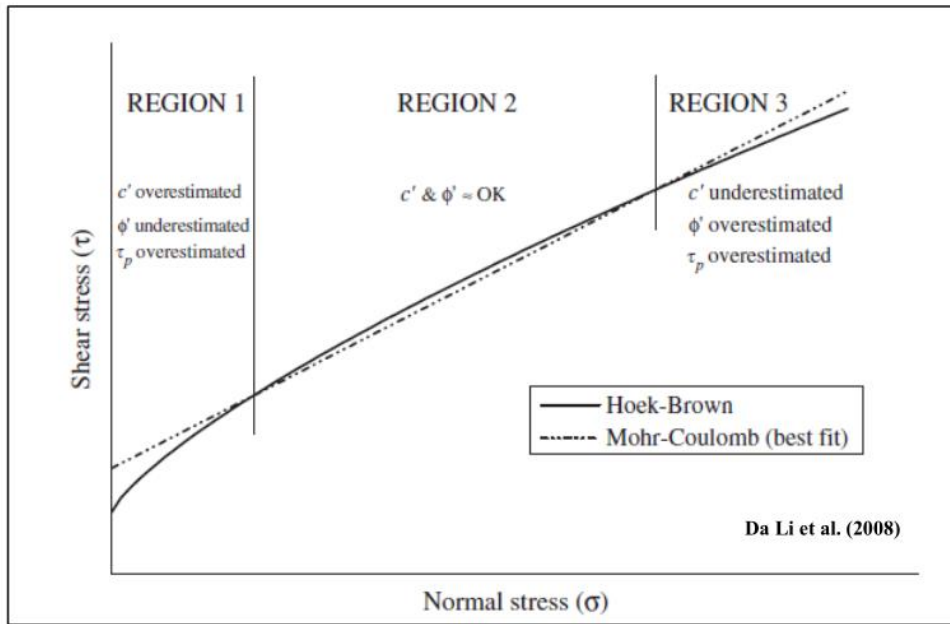 REGION 1
REGION 2
REGION 3
c' overestimated
ϕ' underestimated
τp overestimated
c' & ϕ' ≈ OK
c' underestimated
ϕ' overestimated
τp overestimated
Shear stress (τ)
Hoek-Brown
Mohr-Coulomb (best fit)
Da Li et al. (2008)
Normal stress (σ)